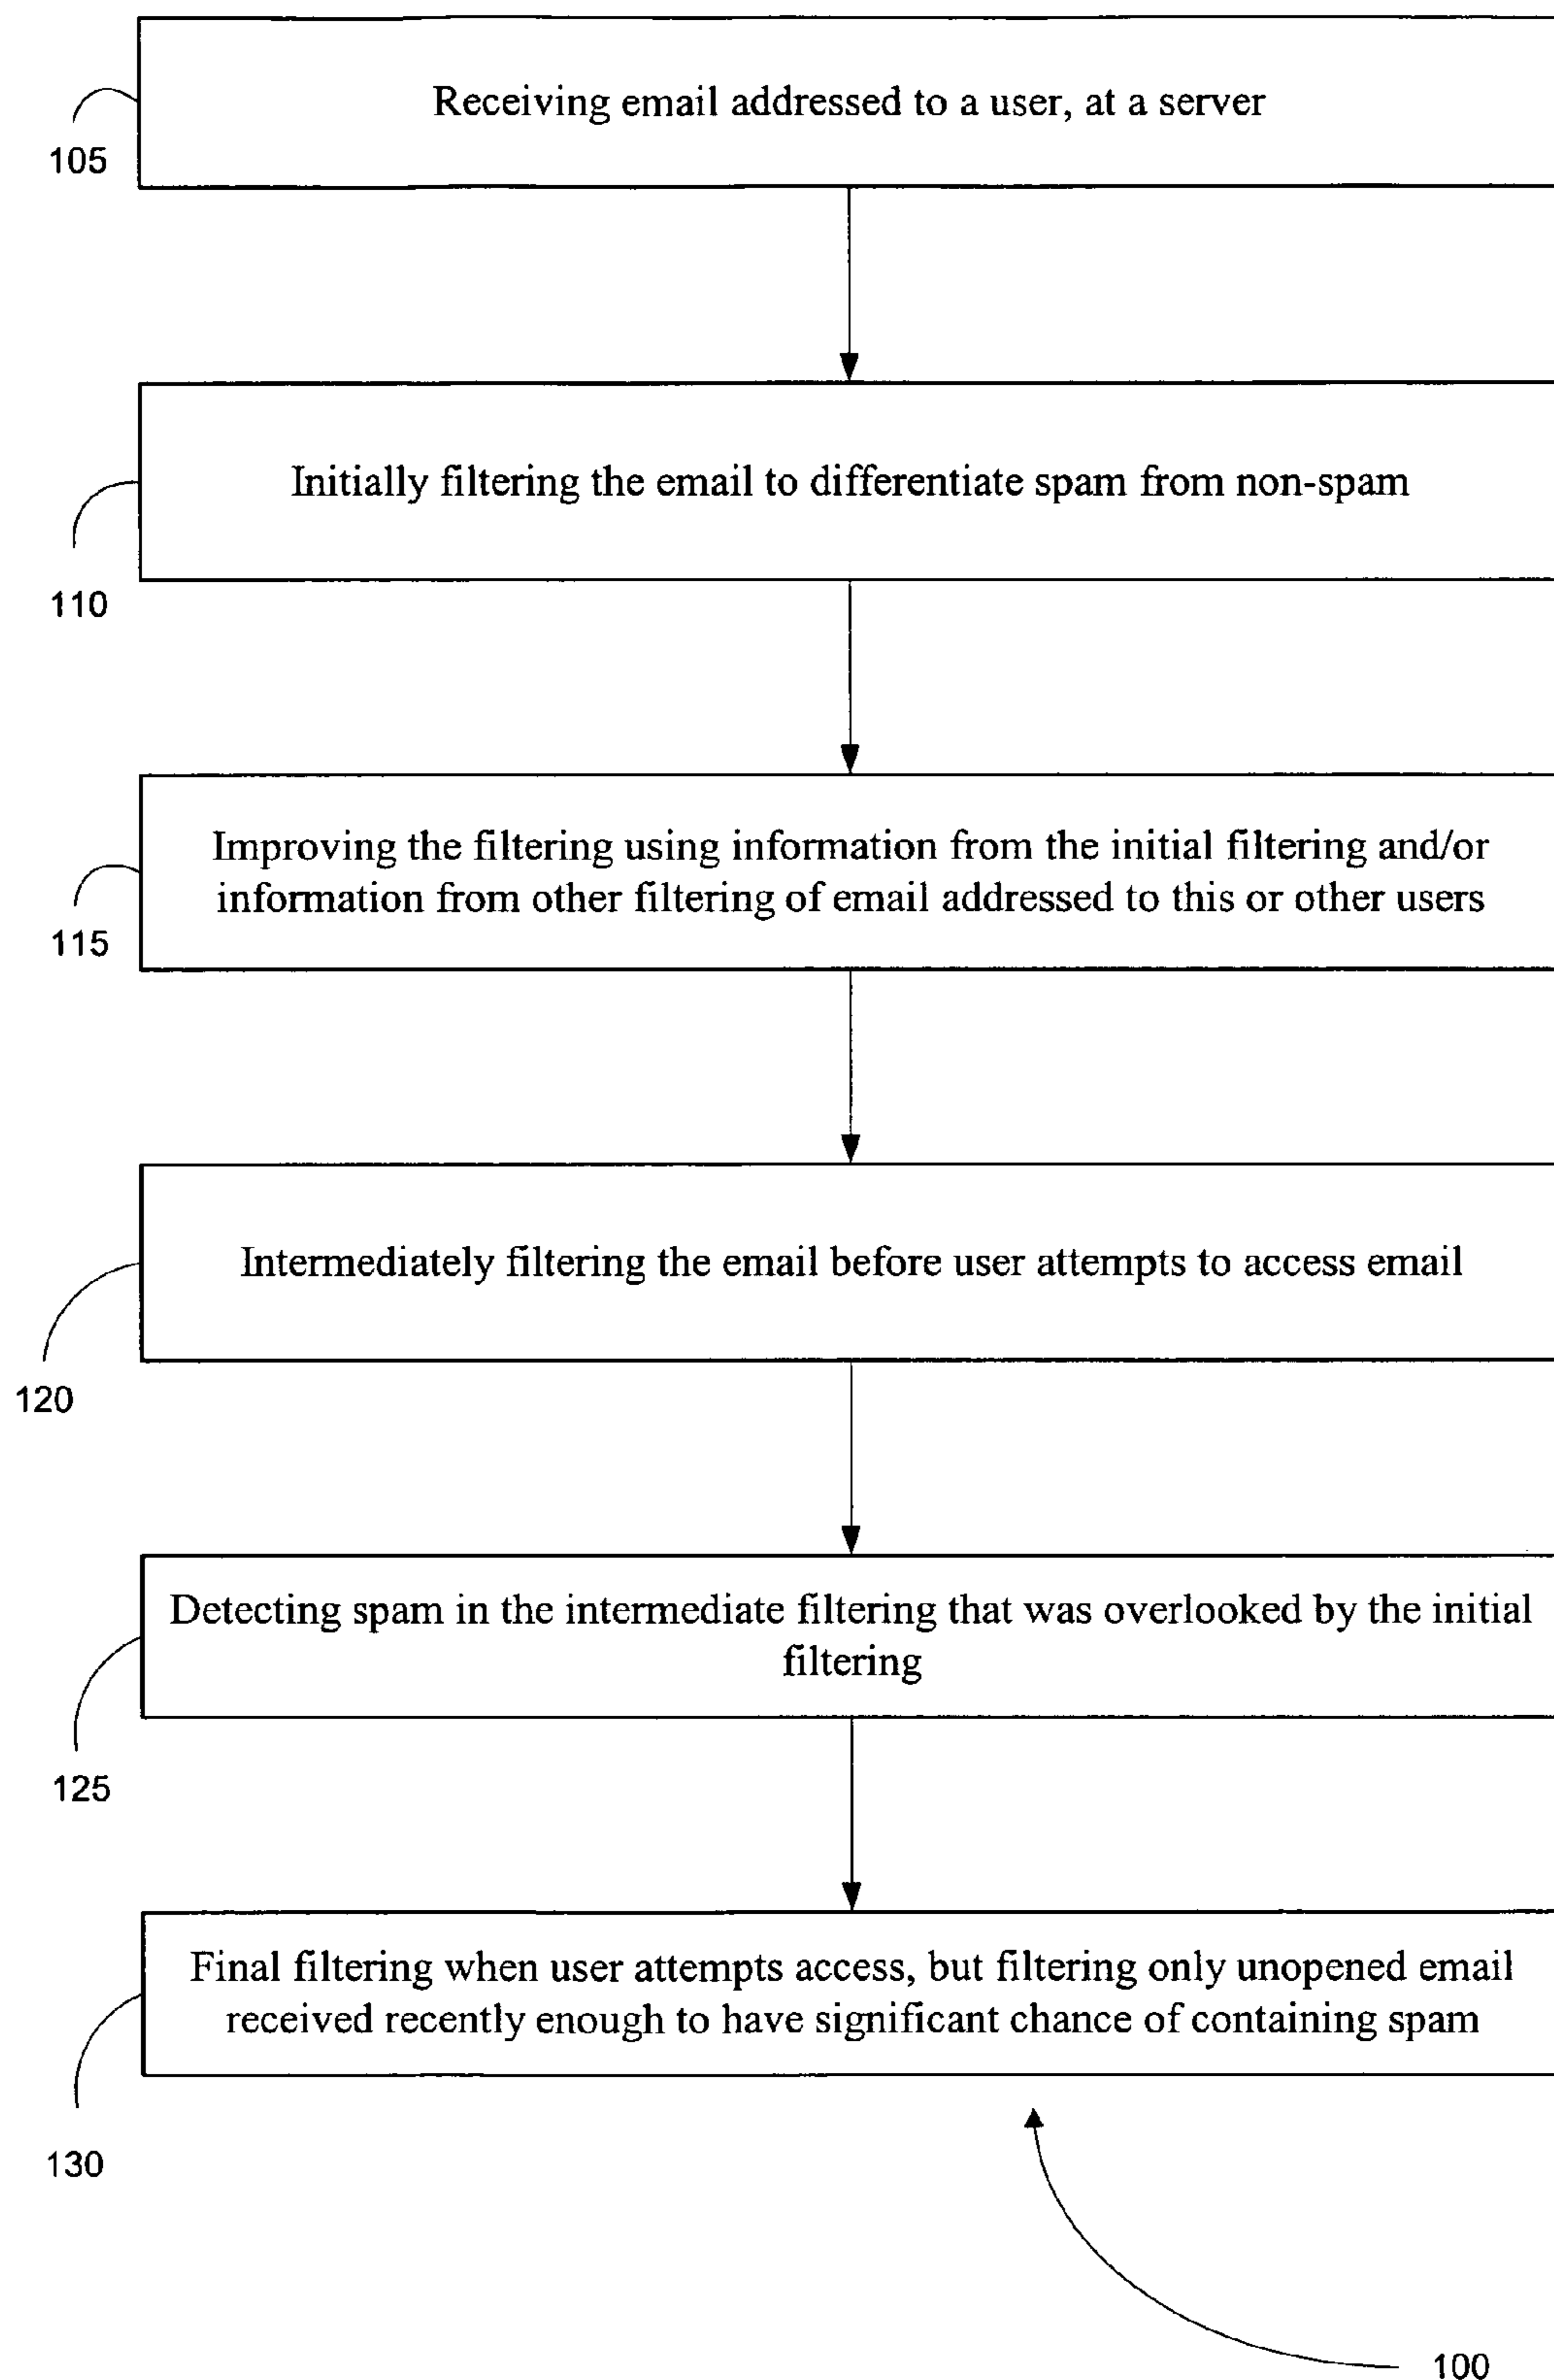 Receiving email addressed to a user, at a server
105
Initially filtering the email to differentiate spam from non-spam
110
Improving the filtering using information from the initial filtering and/or
information from other filtering of email addressed to this or other users
115
Intermediately filtering the email before user attempts to access email
120
Detecting spam in the intermediate filtering that was overlooked by the initial
filtering
125
Final filtering when user attempts access, but filtering only unopened email
received recently enough to have significant chance of containing spam
130
100